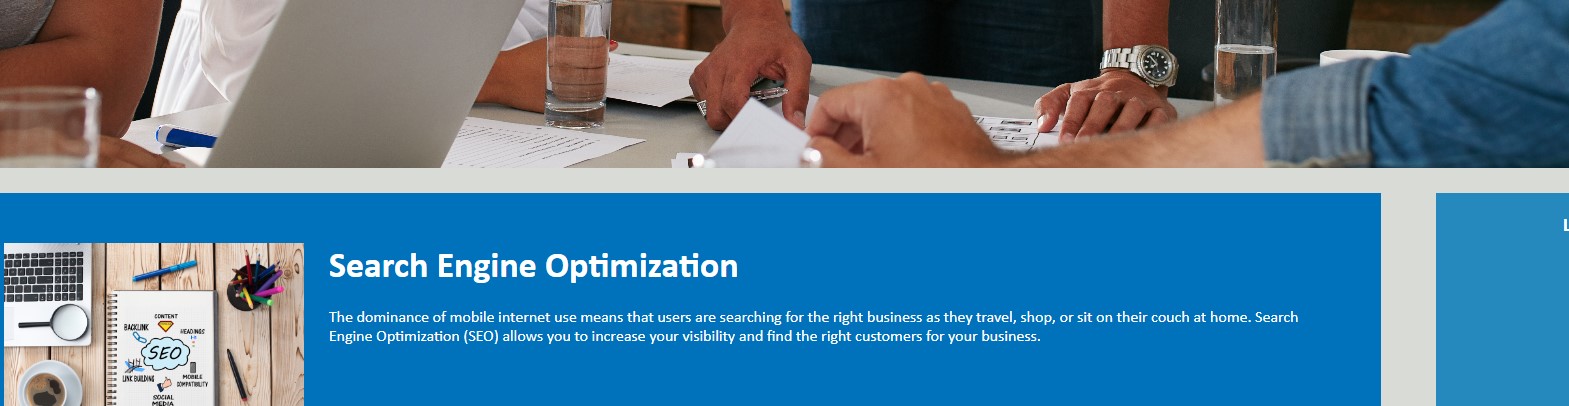 Search Engine Optimization
The dominance of mobile internet use means that users are searching for the right business as they travel, shop, or sit on their couch at home. Search
Engine Optimization (SEO) allows you to increase your visibility and find the right customers for your business.
CONTENT
BACKLINK
HEADINGS
SEO
LINK BUILDING
MOBILE
COMPATIBILITY
SOCIAL
MEDIA
L